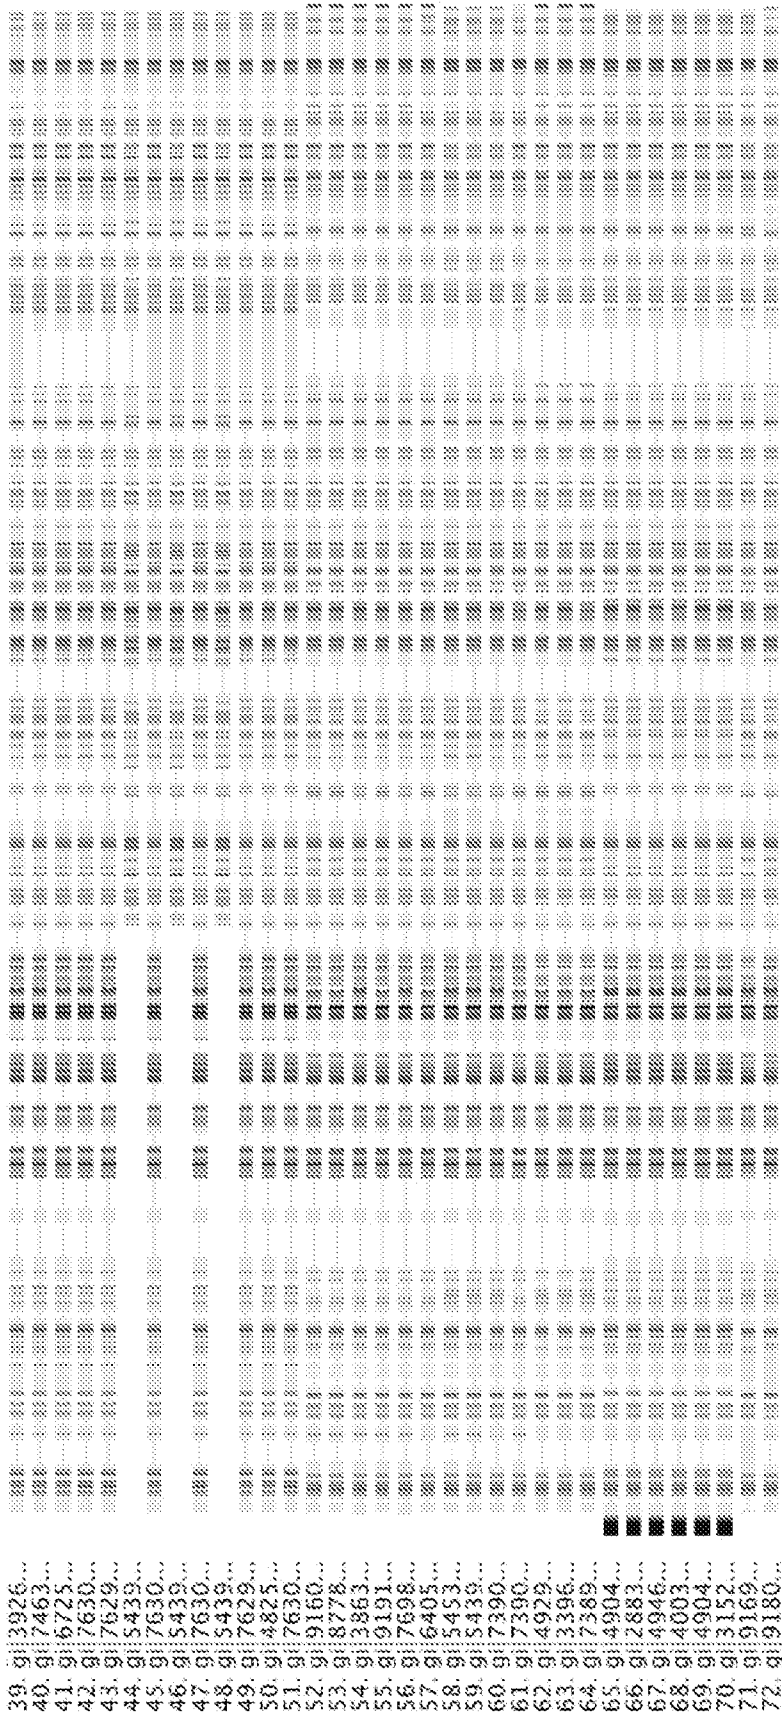 39. gi|3926...
40. gi|7463...
41. gi|6725...
42. gi|7630...
43. gi|7629...
44. gi|5439...
45. gi|7630...
46. gi|5439...
47. gi|7630...
48. gi|5439...
49. gi|7629...
50. gi|4825...
51. gi|7630...
52. gi|9160...
53. gi|8778...
54. gi|3863...
55. gi|9191...
56. gi|7698...
57. gi|6405...
58. gi|5453...
59. gi|5439...
60. gi|7390...
61. gi|7390...
62. gi|4929...
63. gi|3396...
64. gi|7389...
65. gi|4904...
66. gi|2883...
67. gi|4946...
68. gi|4003...
69. gi|4904...
70. gi|3152...
71. gi|9169...
72. gi|9180...